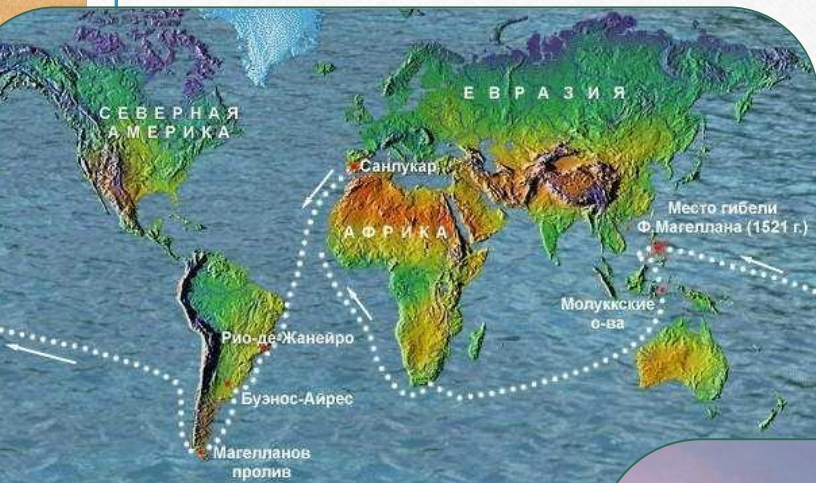 СЕВЕРНАЯ
АМЕРИКА
ЕВРАЗИЯ
Санлукар
АФРИКА
Место гибели
Ф.Магеллана (1521 г.)
Молуккские
о-ва
Рио-де-Жанейро
Буэнос-Айрес
Магелланов
пролив